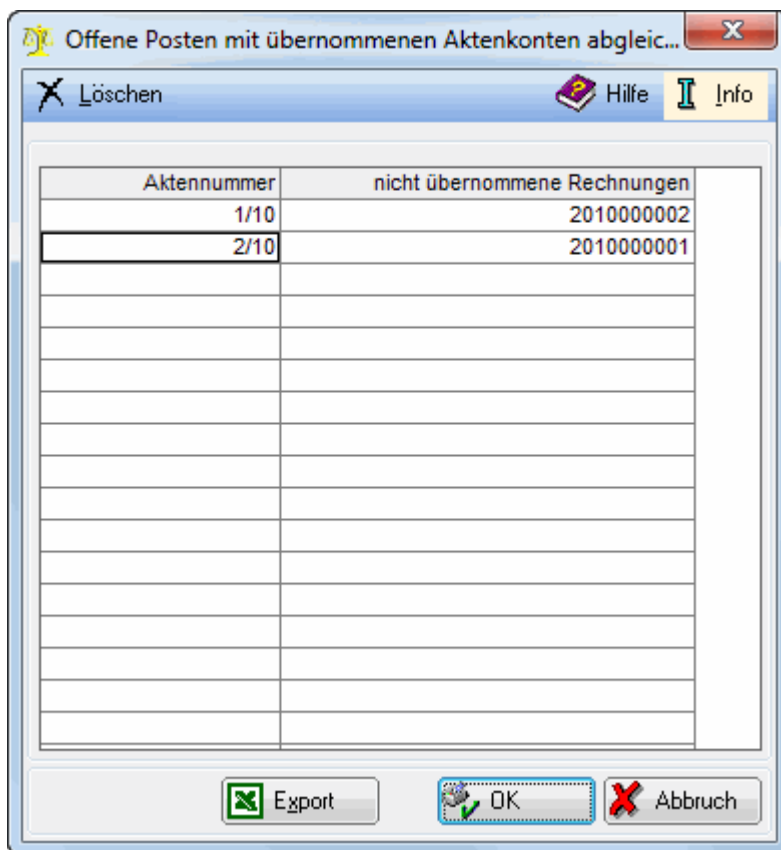 Offene Posten mit übernommenen Aktenkonten abgleic...
Löschen Hilfe Info
Aktennummer nicht übernommene Rechnungen
1/10 2010000002
2/10 2010000001
Export OK Abbruch